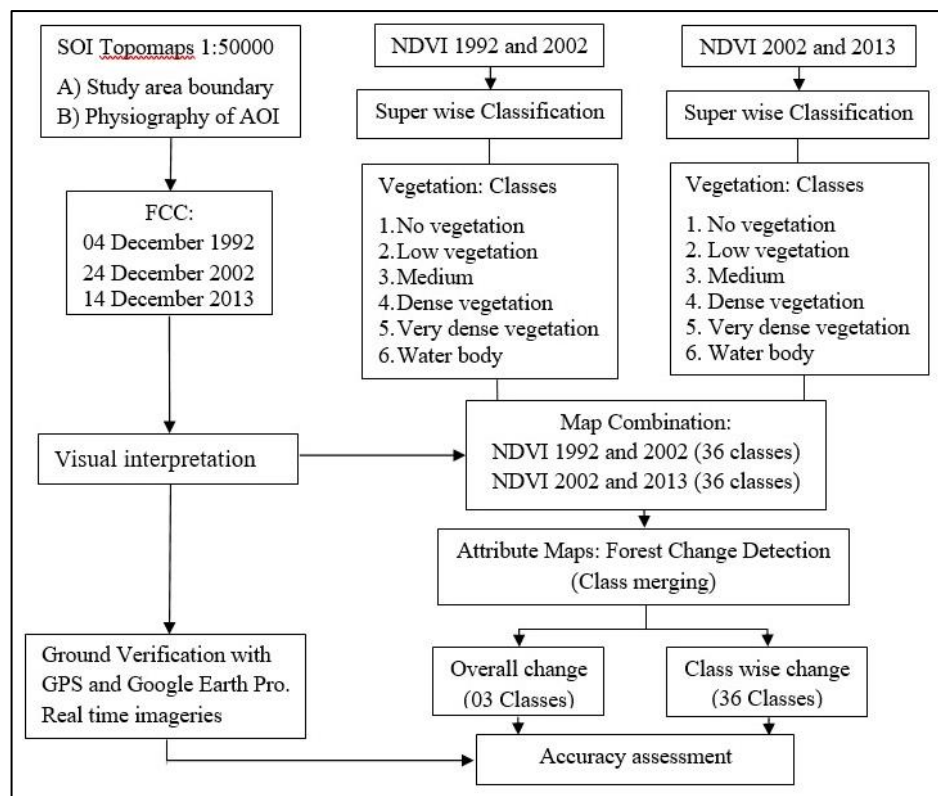 SOI Topomaps 1:50000
A) Study area boundary
B) Physiography of AOI
FCC:
04 December 1992
24 December 2002
14 December 2013
Visual interpretation
Ground Verification with
GPS and Google Earth Pro.
Real time imageries
NDVI 1992 and 2002
Super wise Classification
Vegetation: Classes
1. No vegetation
2. Low vegetation
3. Medium
4. Dense vegetation
5. Very dense vegetation
6. Water body
NDVI 2002 and 2013
Super wise Classification
Vegetation: Classes
1. No vegetation
2. Low vegetation
3. Medium
4. Dense vegetation
5. Very dense vegetation
6. Water body
Map Combination:
NDVI 1992 and 2002 (36 classes)
NDVI 2002 and 2013 (36 classes)
Attribute Maps: Forest Change Detection
(Class merging)
Overall change
(03 Classes)
Class wise change
(36 Classes)
Accuracy assessment